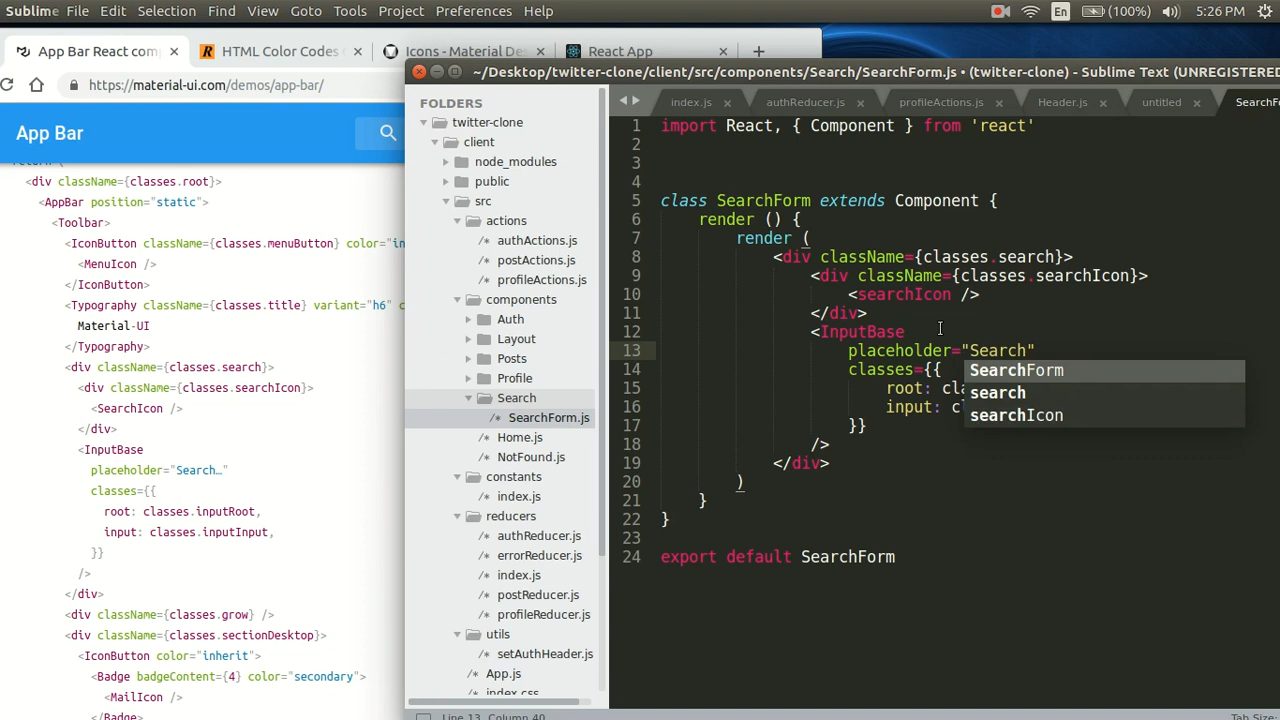 Sublime File Edit Selection Find View Goto Tools Project Preferences Help
En (100%) 5:26 PM
App Bar React com × HTML Color Codes × Icons - Material De × React App × +
https://material-ui.com/demos/app-bar/
App Bar
<div className={classes.root}>
<AppBar position="static">
<Toolbar>
<IconButton className={classes.menuButton} color="in
<MenuIcon />
</IconButton>
<Typography className={classes.title} variant="h6" c
Material-UI
</Typography>
<div className={classes.search}>
<div className={classes.searchIcon}>
<SearchIcon />
</div>
<InputBase
placeholder="Search…"
classes={{
root: classes.inputRoot,
input: classes.inputInput,
}}
/>
</div>
<div className={classes.grow} />
<div className={classes.sectionDesktop}>
<IconButton color="inherit">
<Badge badgeContent={4} color="secondary">
<MailIcon />
</Badge>
~/Desktop/twitter-clone/client/src/components/Search/SearchForm.js • (twitter-clone) - Sublime Text (UNREGISTERED
FOLDERS
twitter-clone
client
node_modules
public
src
actions
/* authActions.js
/* postActions.js
/* profileActions.js
components
Auth
Layout
Posts
Profile
Search
/* SearchForm.js
/* Home.js
/* NotFound.js
constants
/* index.js
reducers
/* authReducer.js
/* errorReducer.js
/* index.js
/* postReducer.js
/* profileReducer.js
utils
/* setAuthHeader.js
/* App.js
/* index.css
index.js × authReducer.js × profileActions.js × Header.js × untitled × SearchFo
1 import React, { Component } from 'react'
2
3
4
5 class SearchForm extends Component {
6 render () {
7 render (
8 <div className={classes.search}>
9 <div className={classes.searchIcon}>
10 <searchIcon />
11 </div>
12 <InputBase
13 placeholder="Search"
14 classes={{
15 root: cla
16 input: c
17 }}
18 />
19 </div>
20 )
21 }
22 }
23
24 export default SearchForm
SearchForm
search
searchIcon
Line 13, Column 40 Tab Size: